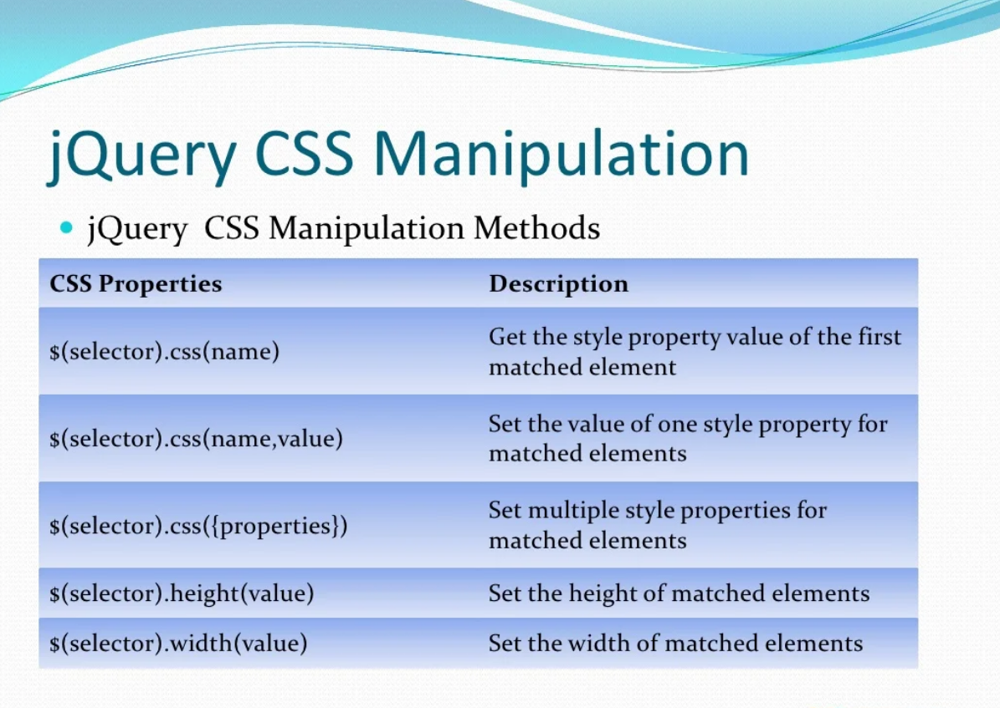 jQuery CSS Manipulation
jQuery CSS Manipulation Methods
CSS Properties
Description
$(selector).css(name)
Get the style property value of the first
matched element
$(selector).css(name,value)
Set the value of one style property for
matched elements
$(selector).css({properties})
Set multiple style properties for
matched elements
$(selector).height(value)
Set the height of matched elements
$(selector).width(value)
Set the width of matched elements